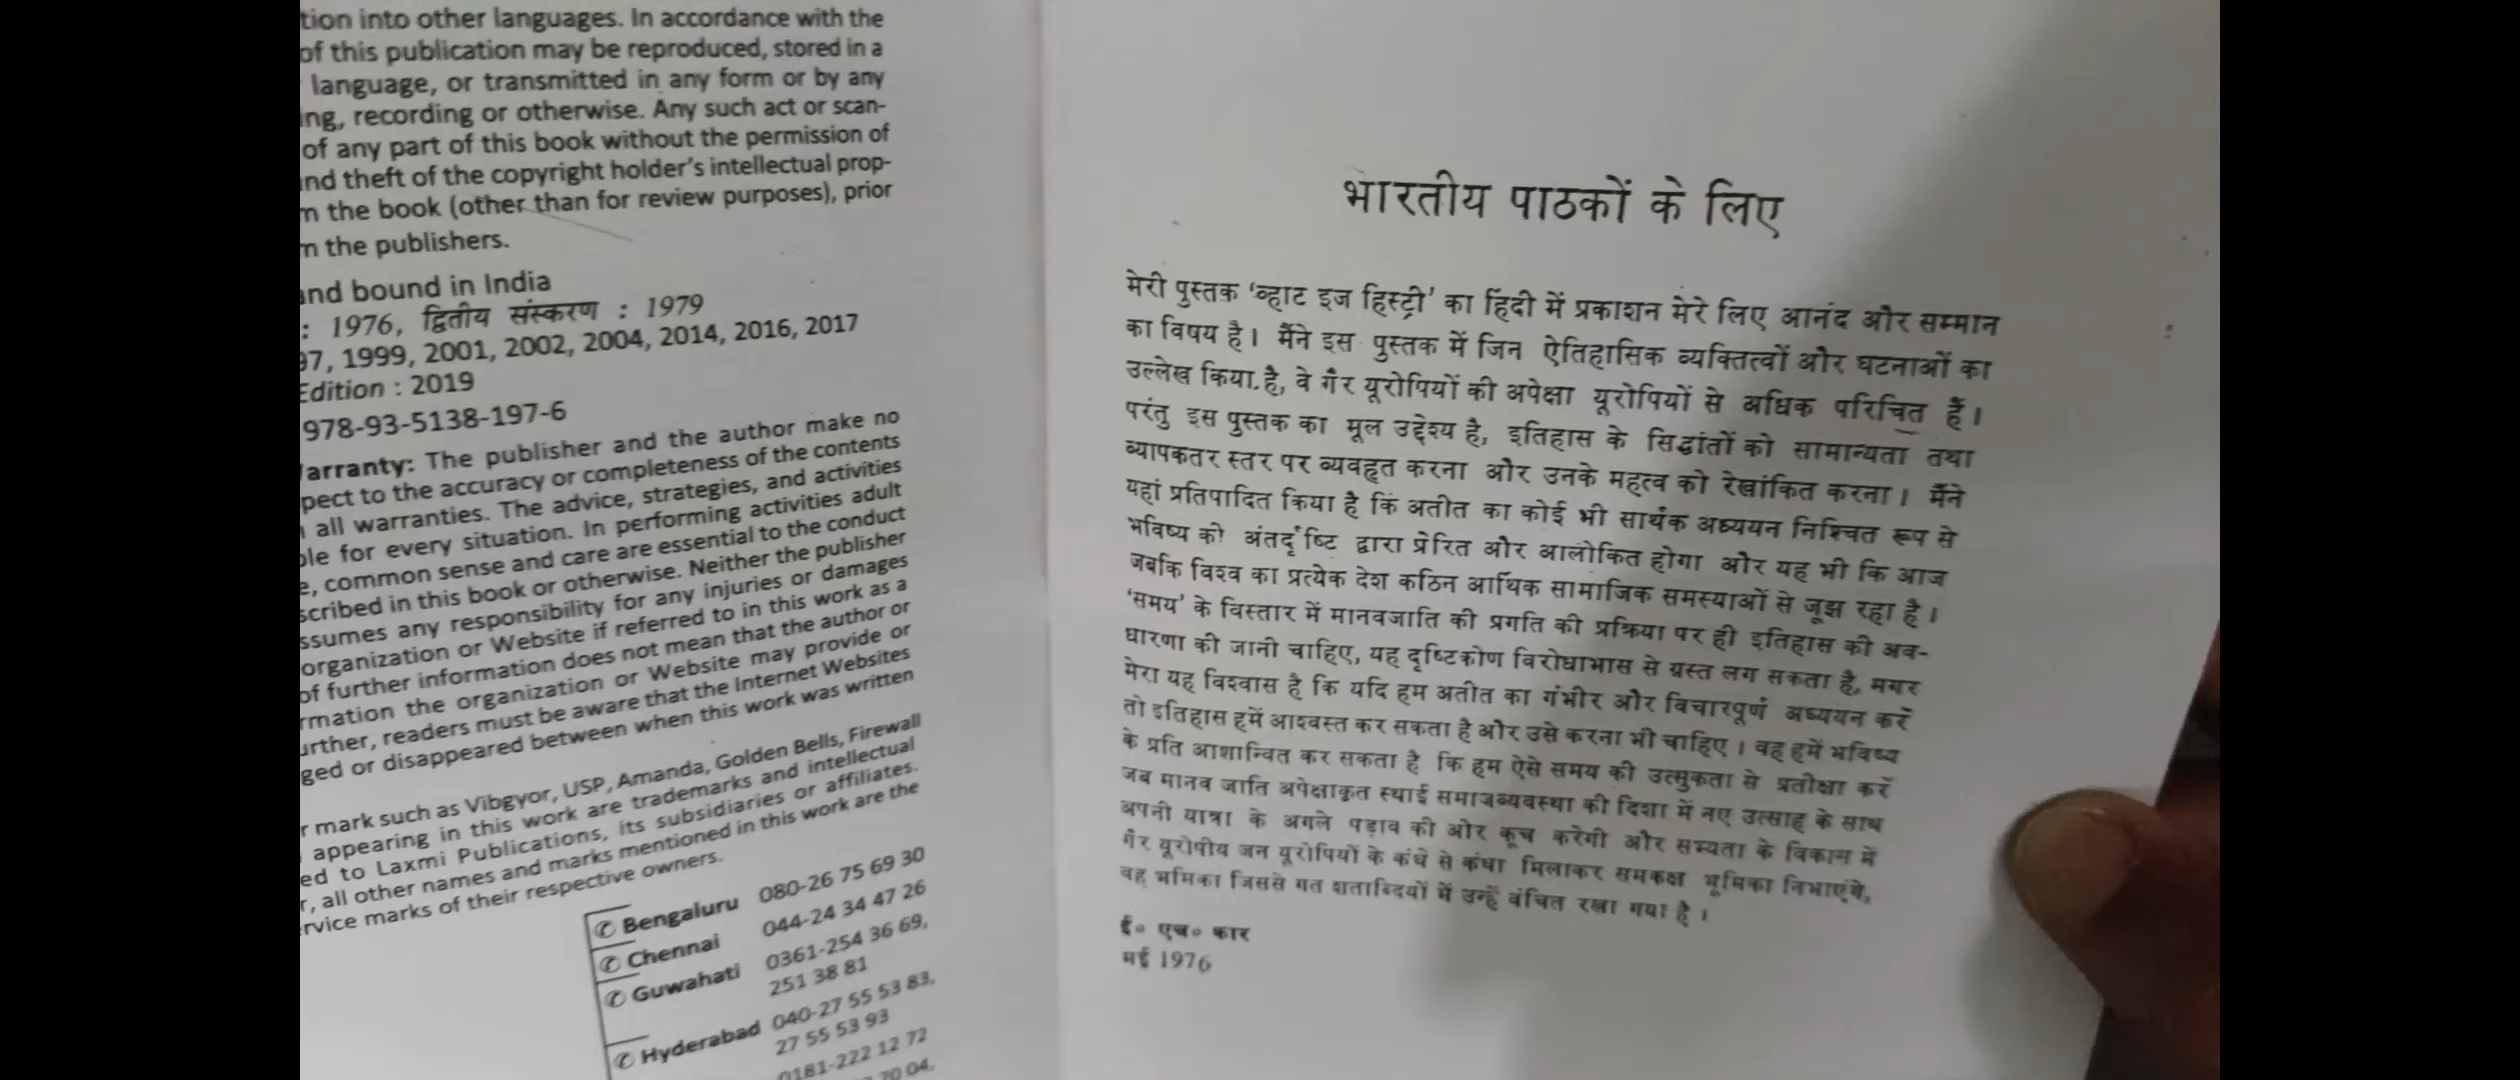 tion into other languages. In accordance with the
of this publication may be reproduced, stored in a
language, or transmitted in any form or by any
ing, recording or otherwise. Any such act or scan-
of any part of this book without the permission of
nd theft of the copyright holder's intellectual prop-
m the book (other than for review purposes), prior
m the publishers.
and bound in India
: 1976, द्वितीय संस्करण : 1979
97, 1999, 2001, 2002, 2004, 2014, 2016, 2017
Edition : 2019
978-93-5138-197-6
Warranty: The publisher and the author make no
pect to the accuracy or completeness of the contents
all warranties. The advice, strategies, and activities
ble for every situation. In performing activities adult
e, common sense and care are essential to the conduct
scribed in this book or otherwise. Neither the publisher
ssumes any responsibility for any injuries or damages
organization or Website if referred to in this work as a
of further information does not mean that the author or
rmation the organization or Website may provide or
urther, readers must be aware that the Internet Websites
ged or disappeared between when this work was written
r mark such as Vibgyor, USP, Amanda, Golden Bells, Firewall
appearing in this work are trademarks and intellectual
ed to Laxmi Publications, its subsidiaries or affiliates.
r, all other names and marks mentioned in this work are the
rvice marks of their respective owners.
✆ Bengaluru 080-26 75 69 30
✆ Chennai 044-24 34 47 26
✆ Guwahati 0361-254 36 69,
251 38 81
✆ Hyderabad 040-27 55 53 83,
27 55 53 93
0181-222 12 72
70 04,
भारतीय पाठकों के लिए
मेरी पुस्तक ‘व्हाट इज हिस्ट्री’ का हिंदी में प्रकाशन मेरे लिए आनंद और सम्मान
का विषय है। मैंने इस पुस्तक में जिन ऐतिहासिक व्यक्तित्वों और घटनाओं का
उल्लेख किया है, वे गैर यूरोपियों की अपेक्षा यूरोपियों से अधिक परिचित हैं।
परंतु इस पुस्तक का मूल उद्देश्य है, इतिहास के सिद्धांतों को सामान्यता तथा
व्यापकतर स्तर पर व्यवहृत करना और उनके महत्व को रेखांकित करना। मैंने
यहां प्रतिपादित किया है कि अतीत का कोई भी सार्थक अध्ययन निश्चित रूप से
भविष्य की अंतर्दृष्टि द्वारा प्रेरित और आलोकित होगा और यह भी कि आज
जबकि विश्व का प्रत्येक देश कठिन आर्थिक सामाजिक समस्याओं से जूझ रहा है।
‘समय’ के विस्तार में मानवजाति की प्रगति की प्रक्रिया पर ही इतिहास की अव-
धारणा की जानी चाहिए, यह दृष्टिकोण विरोधाभास से ग्रस्त लग सकता है, मगर
मेरा यह विश्वास है कि यदि हम अतीत का गंभीर और विचारपूर्ण अध्ययन करें
तो इतिहास हमें आश्वस्त कर सकता है और उसे करना भी चाहिए। वह हमें भविष्य
के प्रति आशान्वित कर सकता है कि हम ऐसे समय की उत्सुकता से प्रतीक्षा करें
जब मानव जाति अपेक्षाकृत स्थाई समाजव्यवस्था की दिशा में नए उत्साह के साथ
अपनी यात्रा के अगले पड़ाव की ओर कूच करेगी और सभ्यता के विकास में
गैर यूरोपीय जन यूरोपियों के कंधे से कंधा मिलाकर समकक्ष भूमिका निभाएंगे,
वह भूमिका जिससे गत शताब्दियों में उन्हें वंचित रखा गया है।
ई॰ एच॰ कार
मई 1976